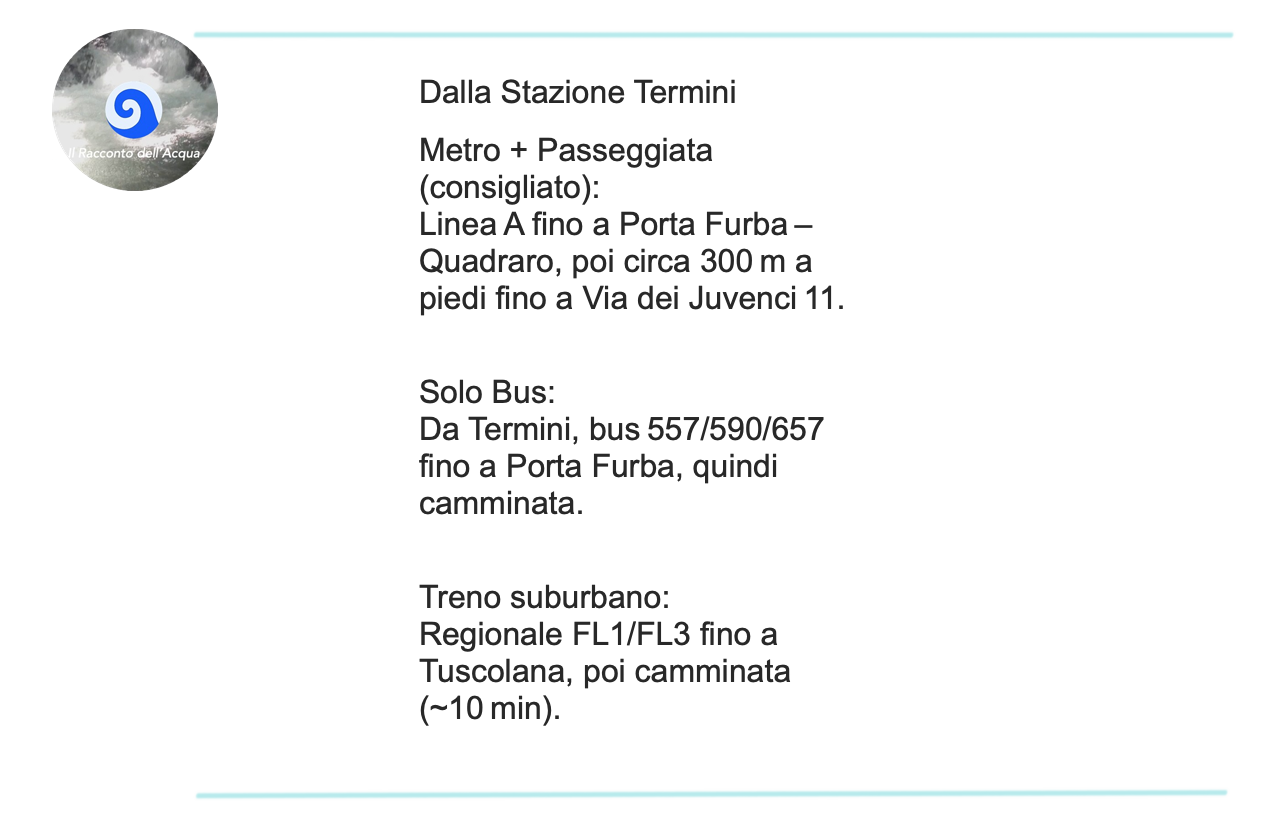 Il Racconto dell'Acqua
Dalla Stazione Termini
Metro + Passeggiata
(consigliato):
Linea A fino a Porta Furba –
Quadraro, poi circa 300 m a
piedi fino a Via dei Juvenci 11.
Solo Bus:
Da Termini, bus 557/590/657
fino a Porta Furba, quindi
camminata.
Treno suburbano:
Regionale FL1/FL3 fino a
Tuscolana, poi camminata
(~10 min).